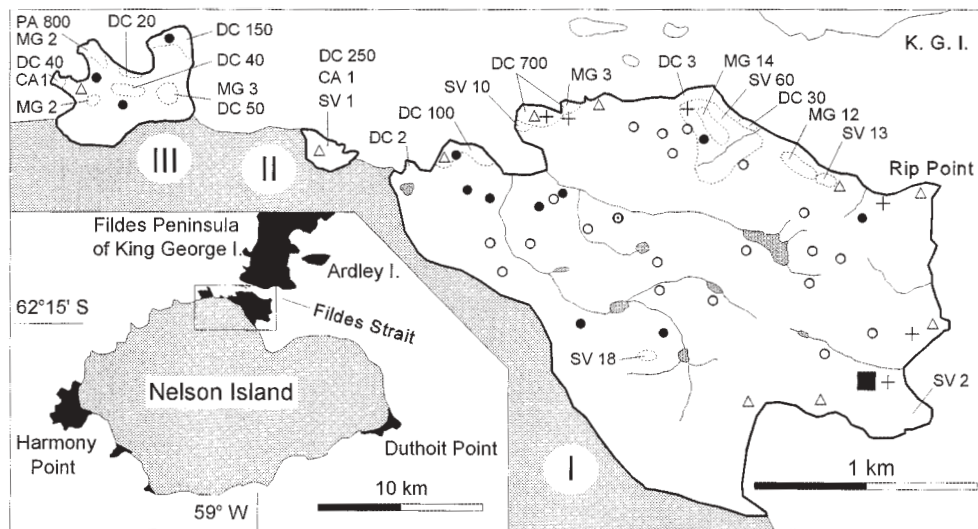 PA 800
MG 2
DC 20
DC 150
DC 40
CA 1
DC 40
MG 2
MG 3
DC 50
III
II
DC 250
CA 1
SV 1
DC 2
DC 100
SV 10
DC 700
MG 3
DC 3
MG 14
SV 60
DC 30
MG 12
SV 13
K. G. I.
Rip Point
SV 18
SV 2
I
1 km
Fildes Peninsula
of King George I.
Ardley I.
62°15' S
Fildes Strait
Nelson Island
Harmony
Point
Duthoit Point
59° W
10 km